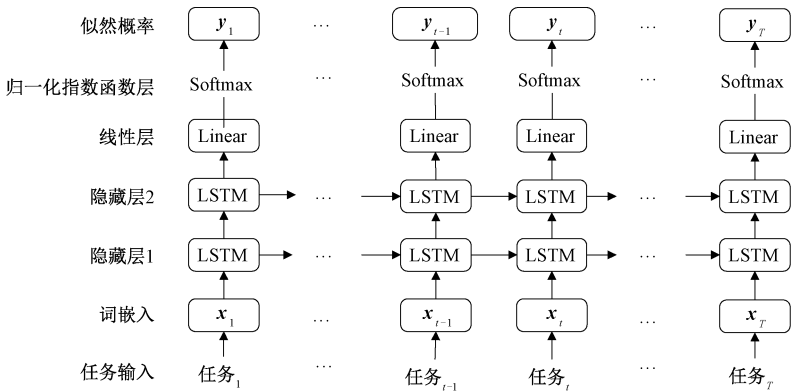 似然概率 y1 ... yt-1 yt ... yT
归一化指数函数层 Softmax ... Softmax Softmax ... Softmax
线性层 Linear Linear Linear Linear
隐藏层2 LSTM ... LSTM LSTM ... LSTM
隐藏层1 LSTM ... LSTM LSTM ... LSTM
词嵌入 x1 ... xt-1 xt ... xT
任务输入 任务1 ... 任务t-1 任务t ... 任务T